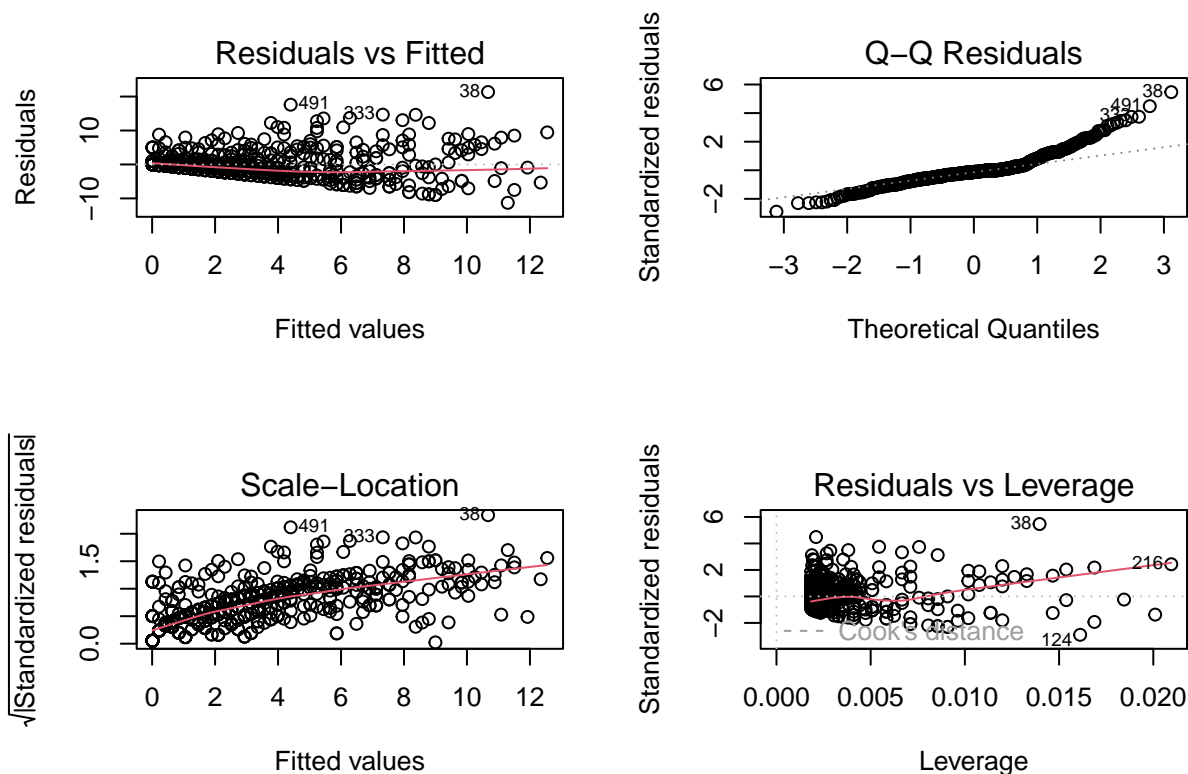 Residuals vs Fitted
Residuals
−10 10
38
491
333
0 2 4 6 8 10 12
Fitted values
Q−Q Residuals
Standardized residuals
−2 2 6
38
491
333
−3 −2 −1 0 1 2 3
Theoretical Quantiles
Scale−Location
√|Standardized residuals|
0.0 1.5
38
491
333
0 2 4 6 8 10 12
Fitted values
Residuals vs Leverage
Standardized residuals
−2 2 6
38
216
Cook's distance
124
0.000 0.005 0.010 0.015 0.020
Leverage